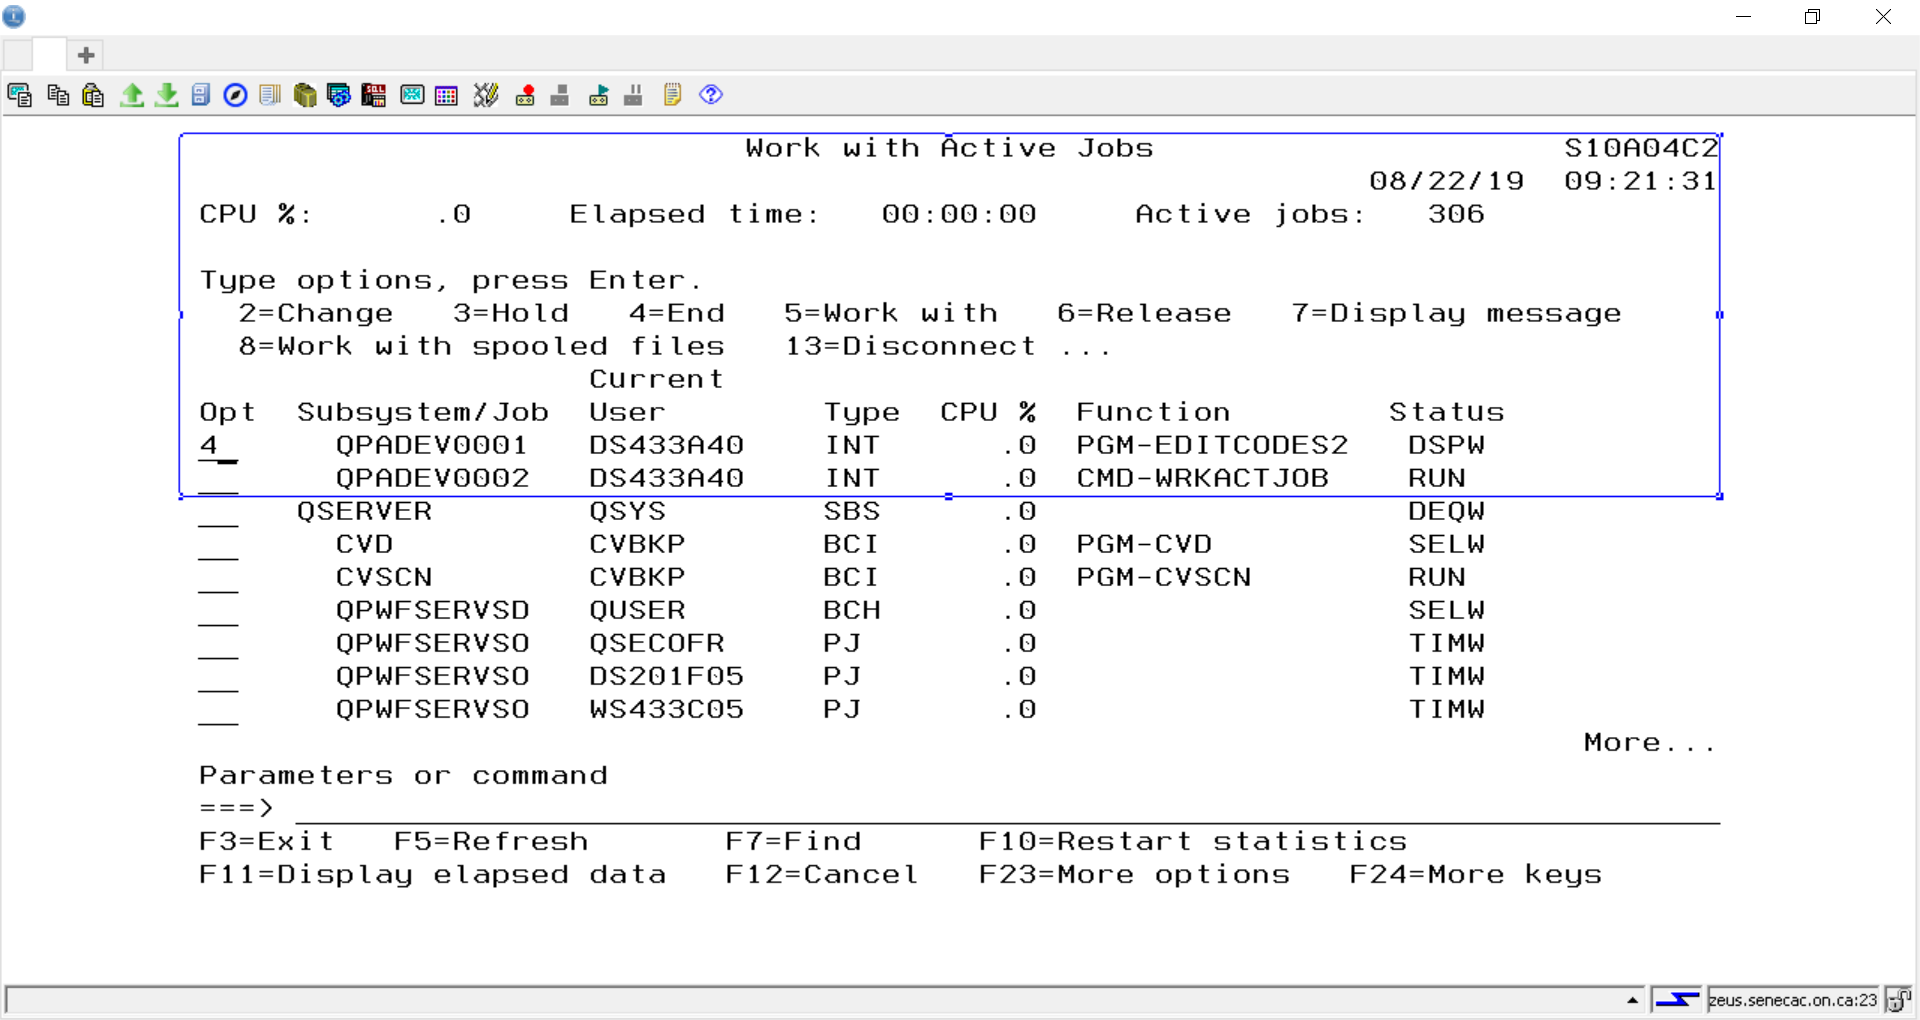 Work with Active Jobs S10A04C2
08/22/19 09:21:31
CPU %: .0 Elapsed time: 00:00:00 Active jobs: 306
Type options, press Enter.
2=Change 3=Hold 4=End 5=Work with 6=Release 7=Display message
8=Work with spooled files 13=Disconnect ...
Current
Opt Subsystem/Job User Type CPU % Function Status
4 QPADEV0001 DS433A40 INT .0 PGM-EDITCODES2 DSPW
QPADEV0002 DS433A40 INT .0 CMD-WRKACTJOB RUN
QSERVER QSYS SBS .0 DEQW
CVD CVBKP BCI .0 PGM-CVD SELW
CVSCN CVBKP BCI .0 PGM-CVSCN RUN
QPWFSERVSD QUSER BCH .0 SELW
QPWFSERVSO QSECOFR PJ .0 TIMW
QPWFSERVSO DS201F05 PJ .0 TIMW
QPWFSERVSO WS433C05 PJ .0 TIMW
More...
Parameters or command
===>
F3=Exit F5=Refresh F7=Find F10=Restart statistics
F11=Display elapsed data F12=Cancel F23=More options F24=More keys
zeus.senecac.on.ca:23